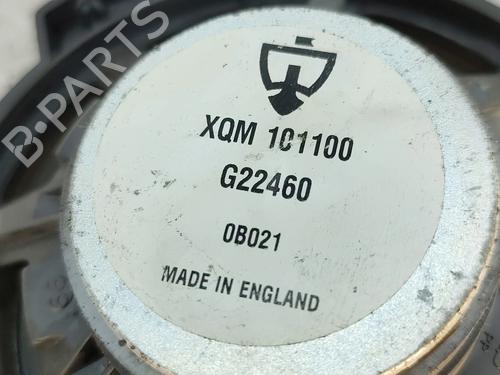 B-PARTS
XQM 101100
G22460
0B021
MADE IN ENGLAND